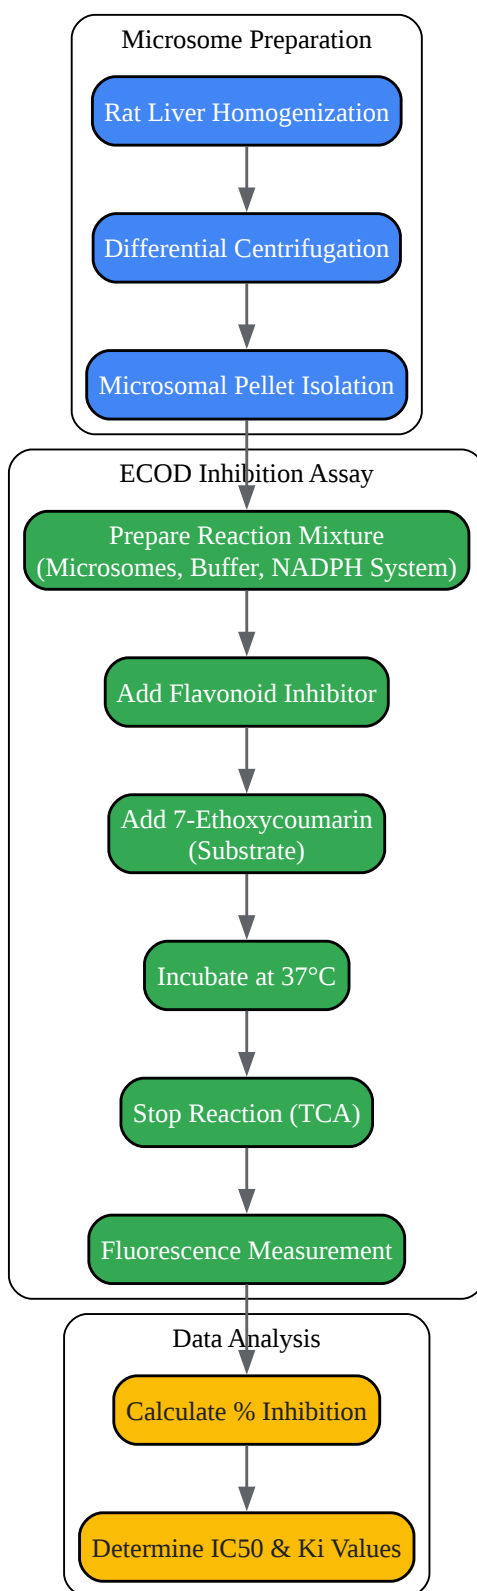 Microsome Preparation
Rat Liver Homogenization
Differential Centrifugation
Microsomal Pellet Isolation
ECOD Inhibition Assay
Prepare Reaction Mixture
(Microsomes, Buffer, NADPH System)
Add Flavonoid Inhibitor
Add 7-Ethoxycoumarin
(Substrate)
Incubate at 37°C
Stop Reaction (TCA)
Fluorescence Measurement
Data Analysis
Calculate % Inhibition
Determine IC50 & Ki Values